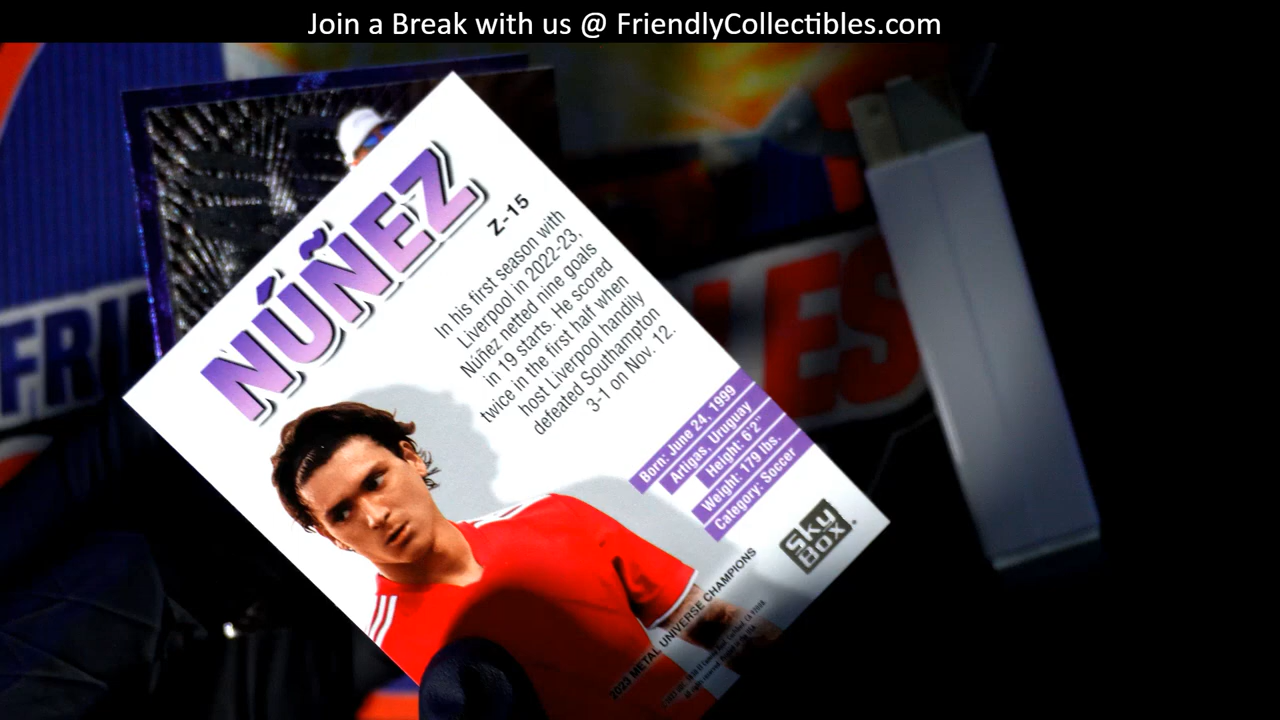 Join a Break with us @ FriendlyCollectibles.com
NÚÑEZ
Z-15
In his first season with
Liverpool in 2022-23,
Núñez netted nine goals
in 19 starts. He scored
twice in the first half when
host Liverpool handily
defeated Southampton
3-1 on Nov. 12.
Born: June 24, 1999
Artigas, Uruguay
Height: 6'2"
Weight: 179 lbs.
Category: Soccer
SkyBOX
2023 METAL UNIVERSE CHAMPIONS
FRI
LES